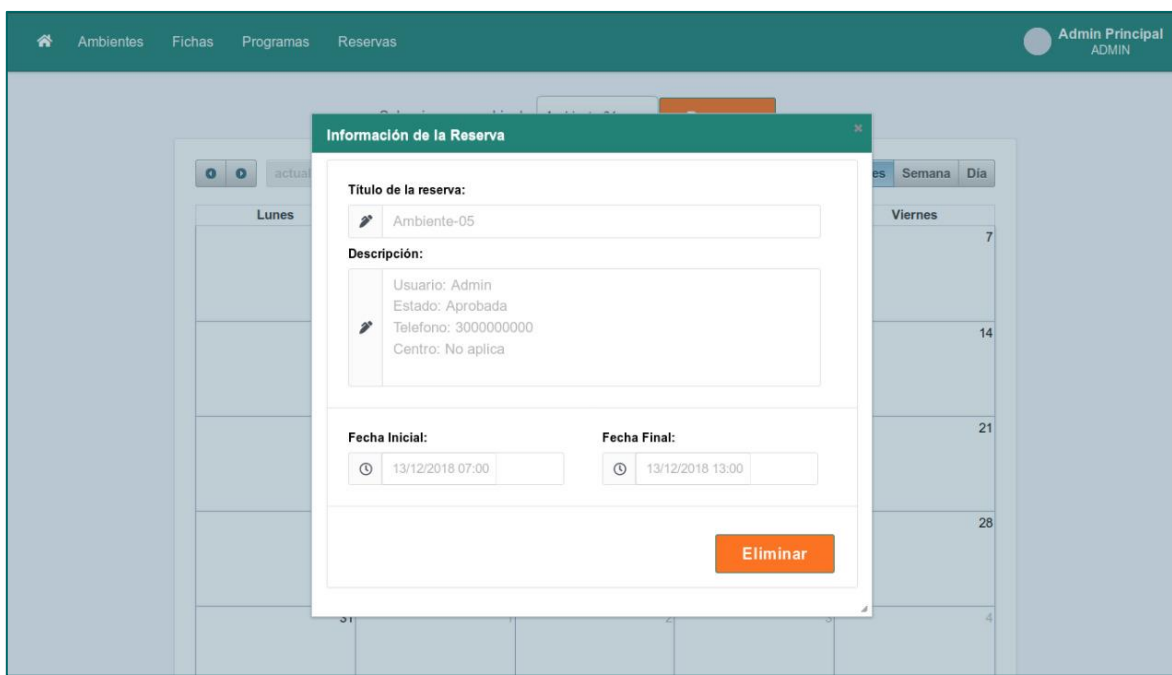 Ambientes Fichas Programas Reservas
Admin Principal
ADMIN
Información de la Reserva
actual
es Semana Día
Lunes
Viernes
Título de la reserva:
Ambiente-05
Descripción:
Usuario: Admin
Estado: Aprobada
Telefono: 3000000000
Centro: No aplica
Fecha Inicial:
Fecha Final:
13/12/2018 07:00
13/12/2018 13:00
Eliminar
7
14
21
28
31 1 2 3 4